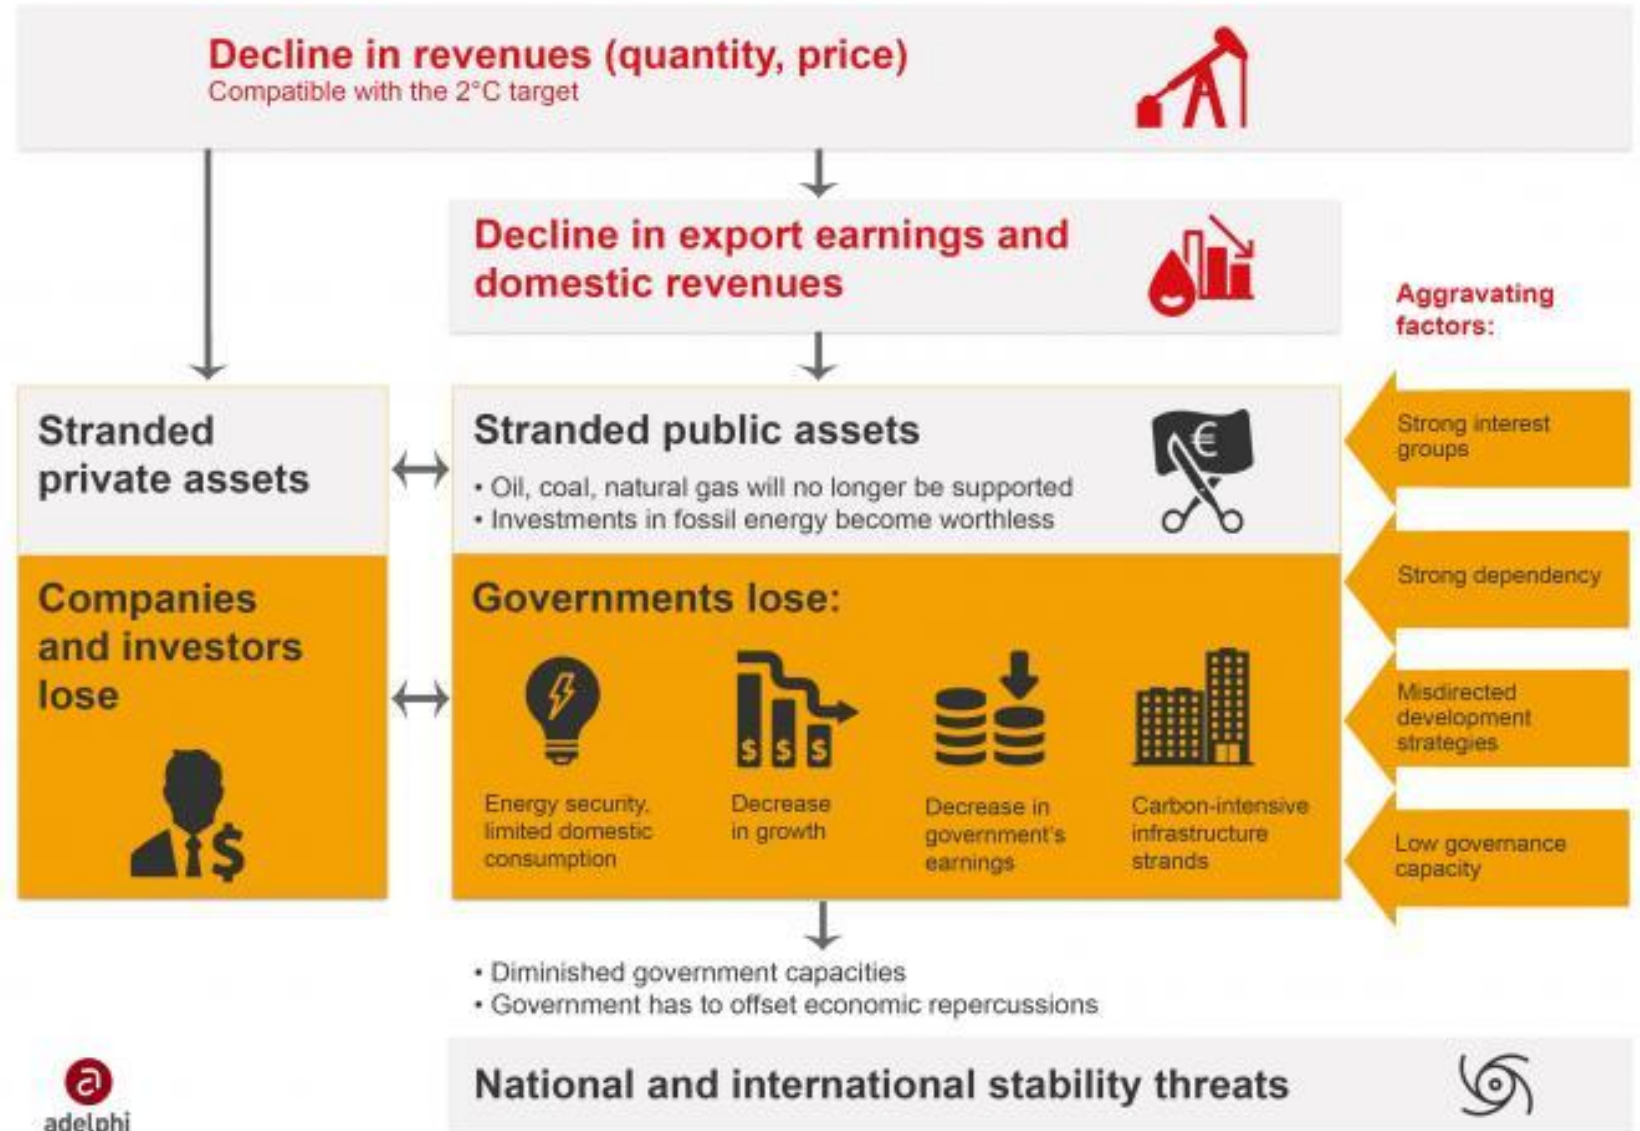 Decline in revenues (quantity, price)
Compatible with the 2°C target
Decline in export earnings and
domestic revenues
Aggravating
factors:
Stranded
private assets
Stranded public assets
• Oil, coal, natural gas will no longer be supported
• Investments in fossil energy become worthless
€
Strong interest
groups
Strong dependency
Misdirected
development
strategies
Low governance
capacity
Companies
and investors
lose
$
Governments lose:
$ $ $
Energy security,
limited domestic
consumption
Decrease
in growth
Decrease in
government's
earnings
Carbon-intensive
infrastructure
strands
• Diminished government capacities
• Government has to offset economic repercussions
National and international stability threats
a
adelphi